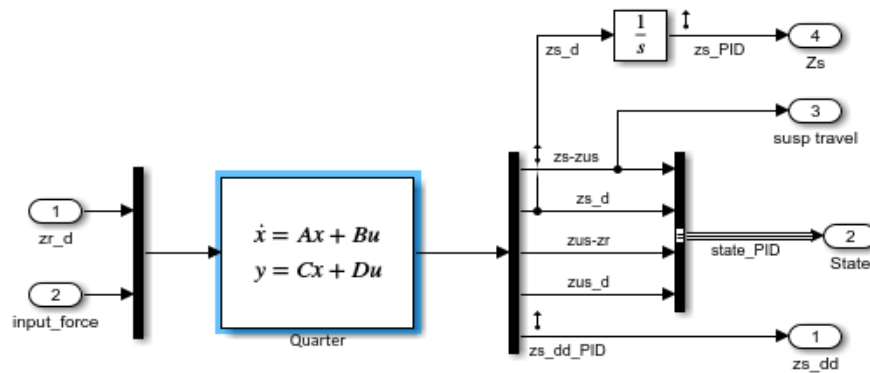 1
s
4
zs_d
zs_PID
Zs
3
susp travel
zs-zus
1
zr_d
zs_d
ẋ = Ax + Bu
y = Cx + Du
zus-zr
2
state_PID
State
2
input_force
zus_d
Quarter
1
zs_dd_PID
zs_dd